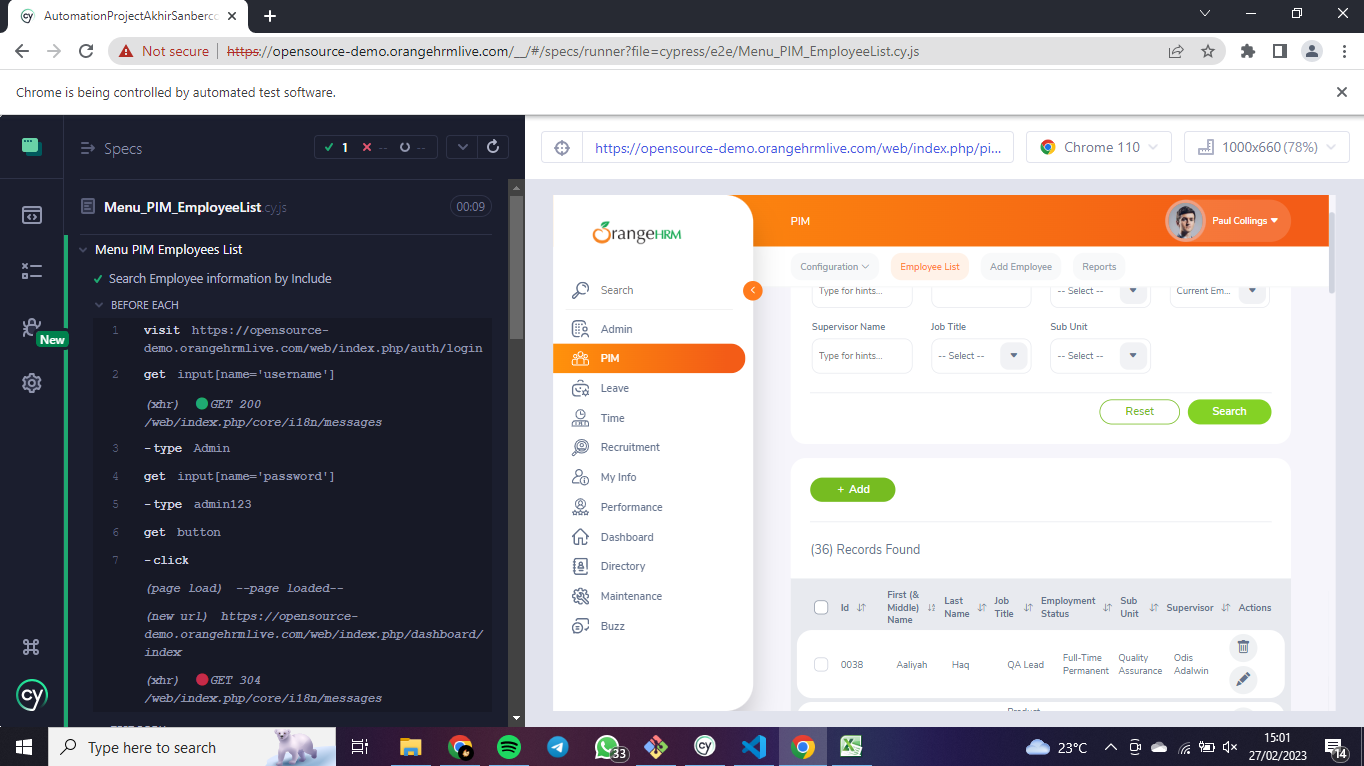 AutomationProjectAkhirSanberco
Not secure
https://opensource-demo.orangehrmlive.com/__/#/specs/runner?file=cypress/e2e/Menu_PIM_EmployeeList.cy.js
Chrome is being controlled by automated test software.
Specs
1
--
--
Menu_PIM_EmployeeList.cy.js
00:09
Menu PIM Employees List
Search Employee information by Include
BEFORE EACH
1 visit https://opensource-
demo.orangehrmlive.com/web/index.php/auth/login
2 get input[name='username']
(xhr) GET 200
/web/index.php/core/i18n/messages
3 -type Admin
4 get input[name='password']
5 -type admin123
6 get button
7 -click
(page load) --page loaded--
(new url) https://opensource-
demo.orangehrmlive.com/web/index.php/dashboard/
index
(xhr) GET 304
/web/index.php/core/i18n/messages
New
cy
https://opensource-demo.orangehrmlive.com/web/index.php/pi...
Chrome 110
1000x660 (78%)
OrangeHRM
Search
Admin
PIM
Leave
Time
Recruitment
My Info
Performance
Dashboard
Directory
Maintenance
Buzz
PIM
Paul Collings
Configuration
Employee List
Add Employee
Reports
Type for hints...
-- Select --
Current Em...
Supervisor Name
Job Title
Sub Unit
Type for hints...
-- Select --
-- Select --
Reset
Search
+ Add
(36) Records Found
Id
First (& Middle) Name
Last Name
Job Title
Employment Status
Sub Unit
Supervisor
Actions
0038
Aaliyah
Haq
QA Lead
Full-Time Permanent
Quality Assurance
Odis Adalwin
Type here to search
33
cy
23°C
15:01
27/02/2023
14